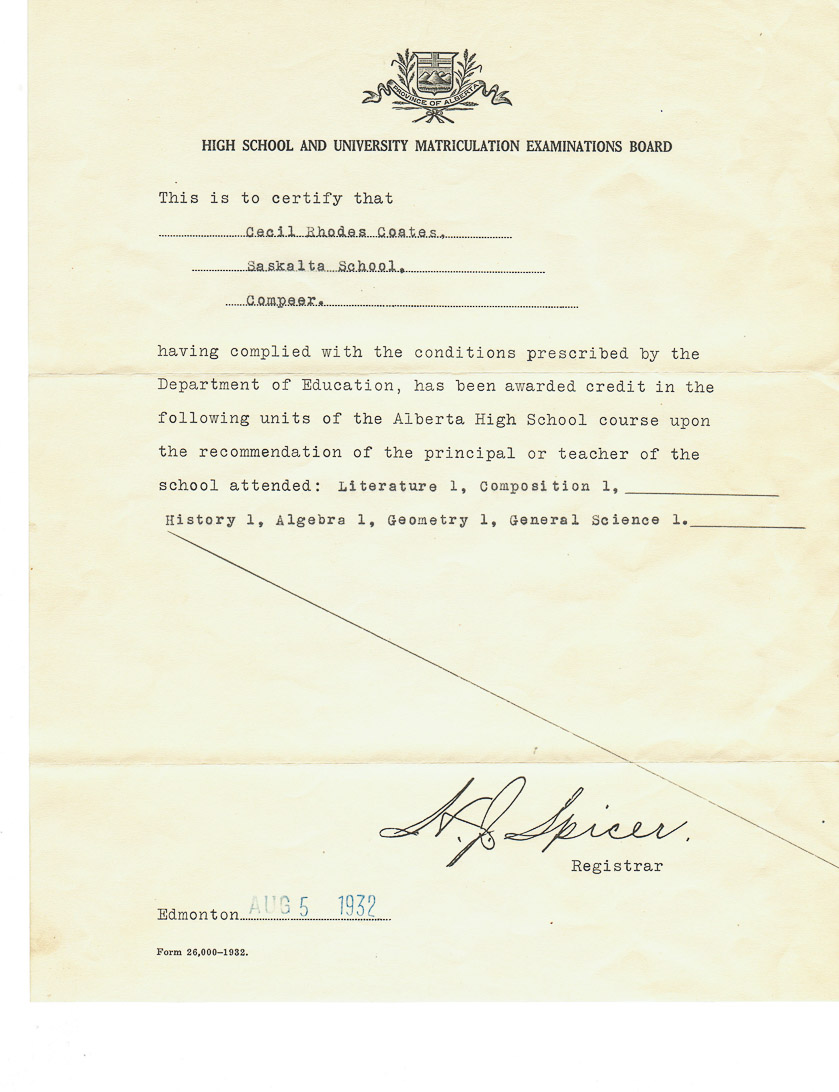 PROVINCE OF ALBERTA
HIGH SCHOOL AND UNIVERSITY MATRICULATION EXAMINATIONS BOARD
This is to certify that
Cecil Rhodes Coates,
Saskalta School,
Compeer.
having complied with the conditions prescribed by the
Department of Education, has been awarded credit in the
following units of the Alberta High School course upon
the recommendation of the principal or teacher of the
school attended: Literature 1, Composition 1,
History 1, Algebra 1, Geometry 1, General Science 1.
Spicer.
Registrar
Edmonton AUG 5 1932
Form 26,000–1932.